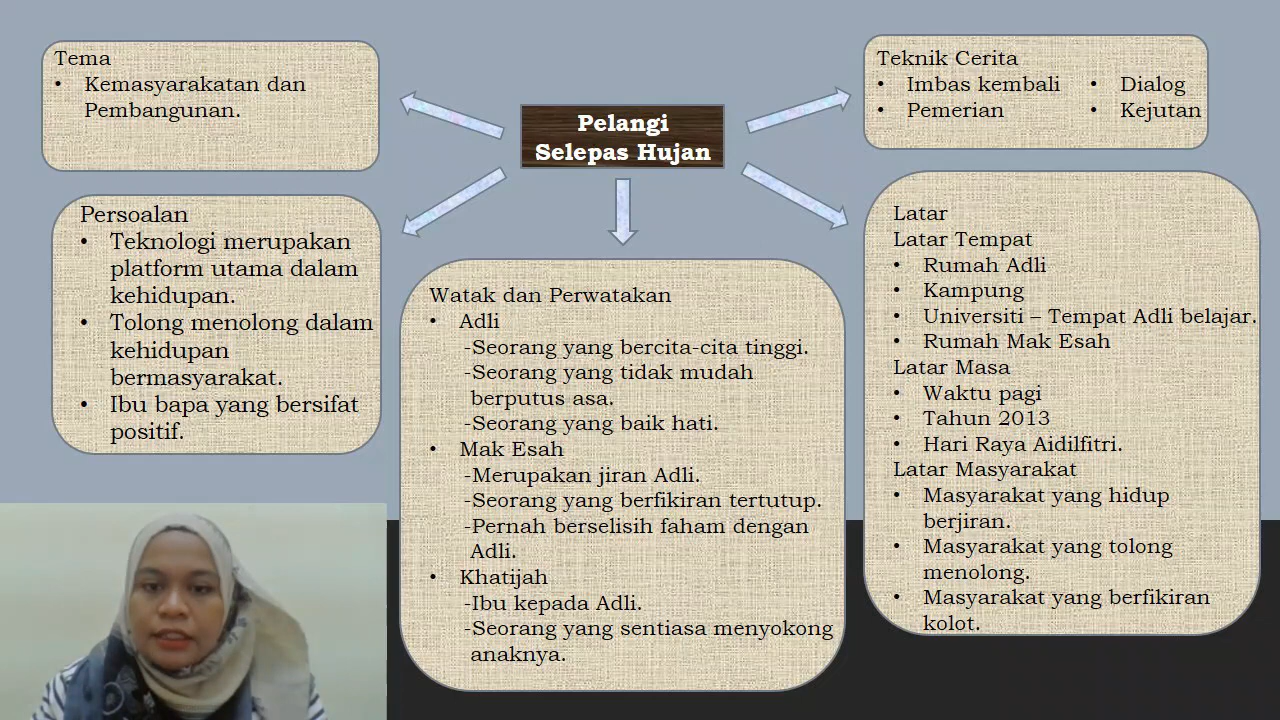 Tema
• Kemasyarakatan dan
Pembangunan.
Pelangi
Selepas Hujan
Teknik Cerita
• Imbas kembali • Dialog
• Pemerian • Kejutan
Persoalan
• Teknologi merupakan
platform utama dalam
kehidupan.
• Tolong menolong dalam
kehidupan
bermasyarakat.
• Ibu bapa yang bersifat
positif.
Watak dan Perwatakan
• Adli
-Seorang yang bercita-cita tinggi.
-Seorang yang tidak mudah
berputus asa.
-Seorang yang baik hati.
• Mak Esah
-Merupakan jiran Adli.
-Seorang yang berfikiran tertutup.
-Pernah berselisih faham dengan
Adli.
• Khatijah
-Ibu kepada Adli.
-Seorang yang sentiasa menyokong
anaknya.
Latar
Latar Tempat
• Rumah Adli
• Kampung
• Universiti – Tempat Adli belajar.
• Rumah Mak Esah
Latar Masa
• Waktu pagi
• Tahun 2013
• Hari Raya Aidilfitri.
Latar Masyarakat
• Masyarakat yang hidup
berjiran.
• Masyarakat yang tolong
menolong.
• Masyarakat yang berfikiran
kolot.